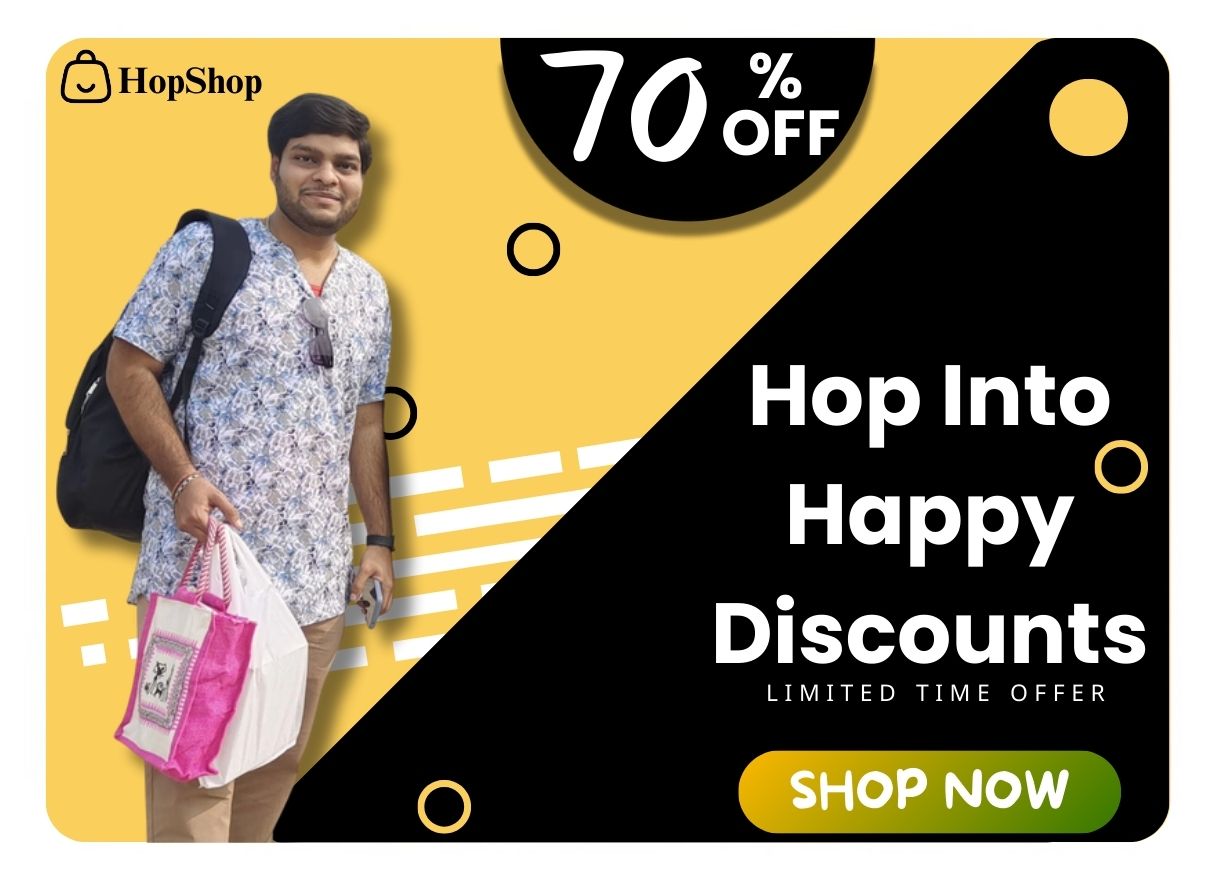 HopShop
70 % OFF
Hop Into
Happy
Discounts
LIMITED TIME OFFER
SHOP NOW